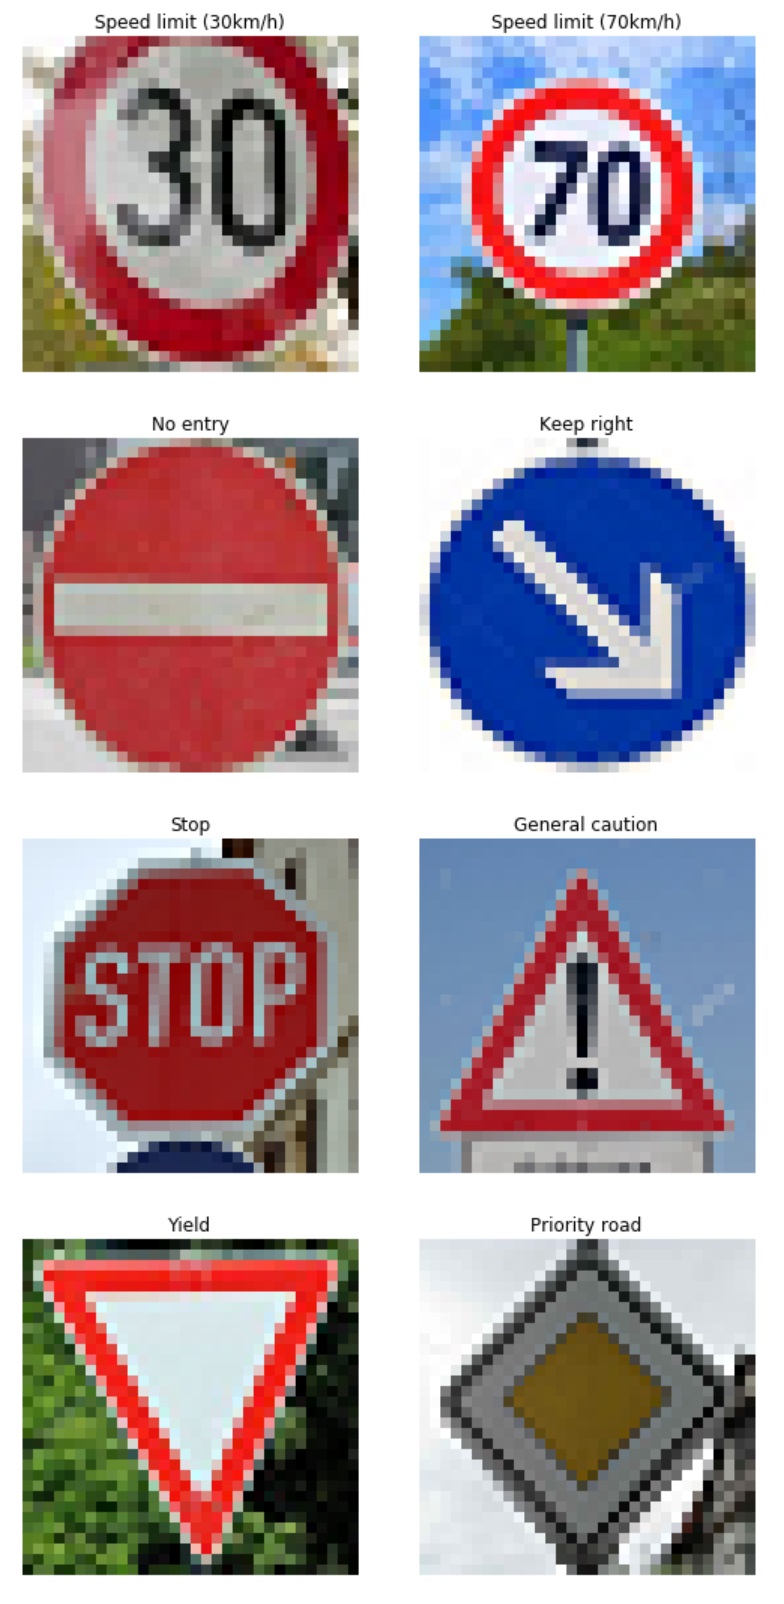 Speed limit (30km/h)
Speed limit (70km/h)
30
70
No entry
Keep right
Stop
General caution
STOP
!
Yield
Priority road